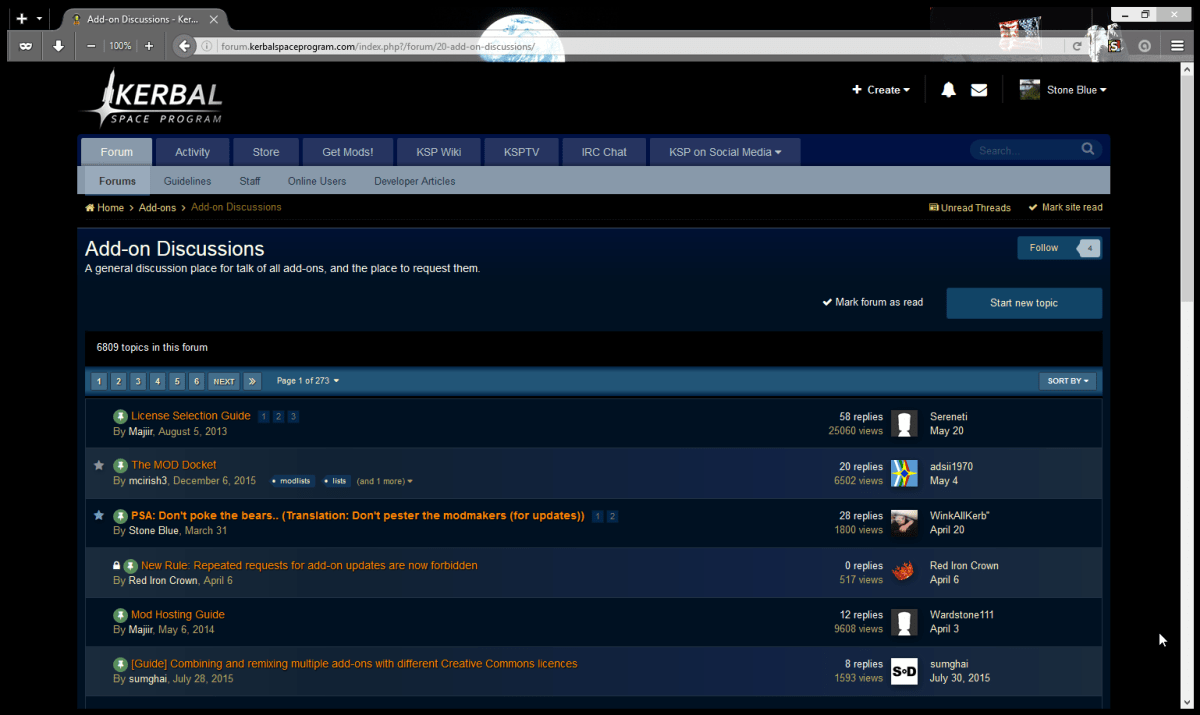 Add-on Discussions - Ker...
100%
forum.kerbalspaceprogram.com/index.php?/forum/20-add-on-discussions/
KERBAL
SPACE PROGRAM
Create
Stone Blue
Forum Activity Store Get Mods! KSP Wiki KSPTV IRC Chat KSP on Social Media
Search...
Forums Guidelines Staff Online Users Developer Articles
Home > Add-ons > Add-on Discussions
Unread Threads Mark site read
Add-on Discussions
Follow 4
A general discussion place for talk of all add-ons, and the place to request them.
Mark forum as read
Start new topic
6809 topics in this forum
1 2 3 4 5 6 NEXT » Page 1 of 273
SORT BY
License Selection Guide 1 2 3
By Majiir, August 5, 2013
58 replies
25060 views
Sereneti
May 20
The MOD Docket
By mcirish3, December 6, 2015 modlists lists (and 1 more)
20 replies
6502 views
adsii1970
May 4
PSA: Don't poke the bears.. (Translation: Don't pester the modmakers (for updates)) 1 2
By Stone Blue, March 31
28 replies
1800 views
WinkAllKerb''
April 20
New Rule: Repeated requests for add-on updates are now forbidden
By Red Iron Crown, April 6
0 replies
517 views
Red Iron Crown
April 6
Mod Hosting Guide
By Majiir, May 6, 2014
12 replies
9608 views
Wardstone111
April 3
[Guide] Combining and remixing multiple add-ons with different Creative Commons licences
By sumghai, July 28, 2015
8 replies
1593 views
SoD
sumghai
July 30, 2015